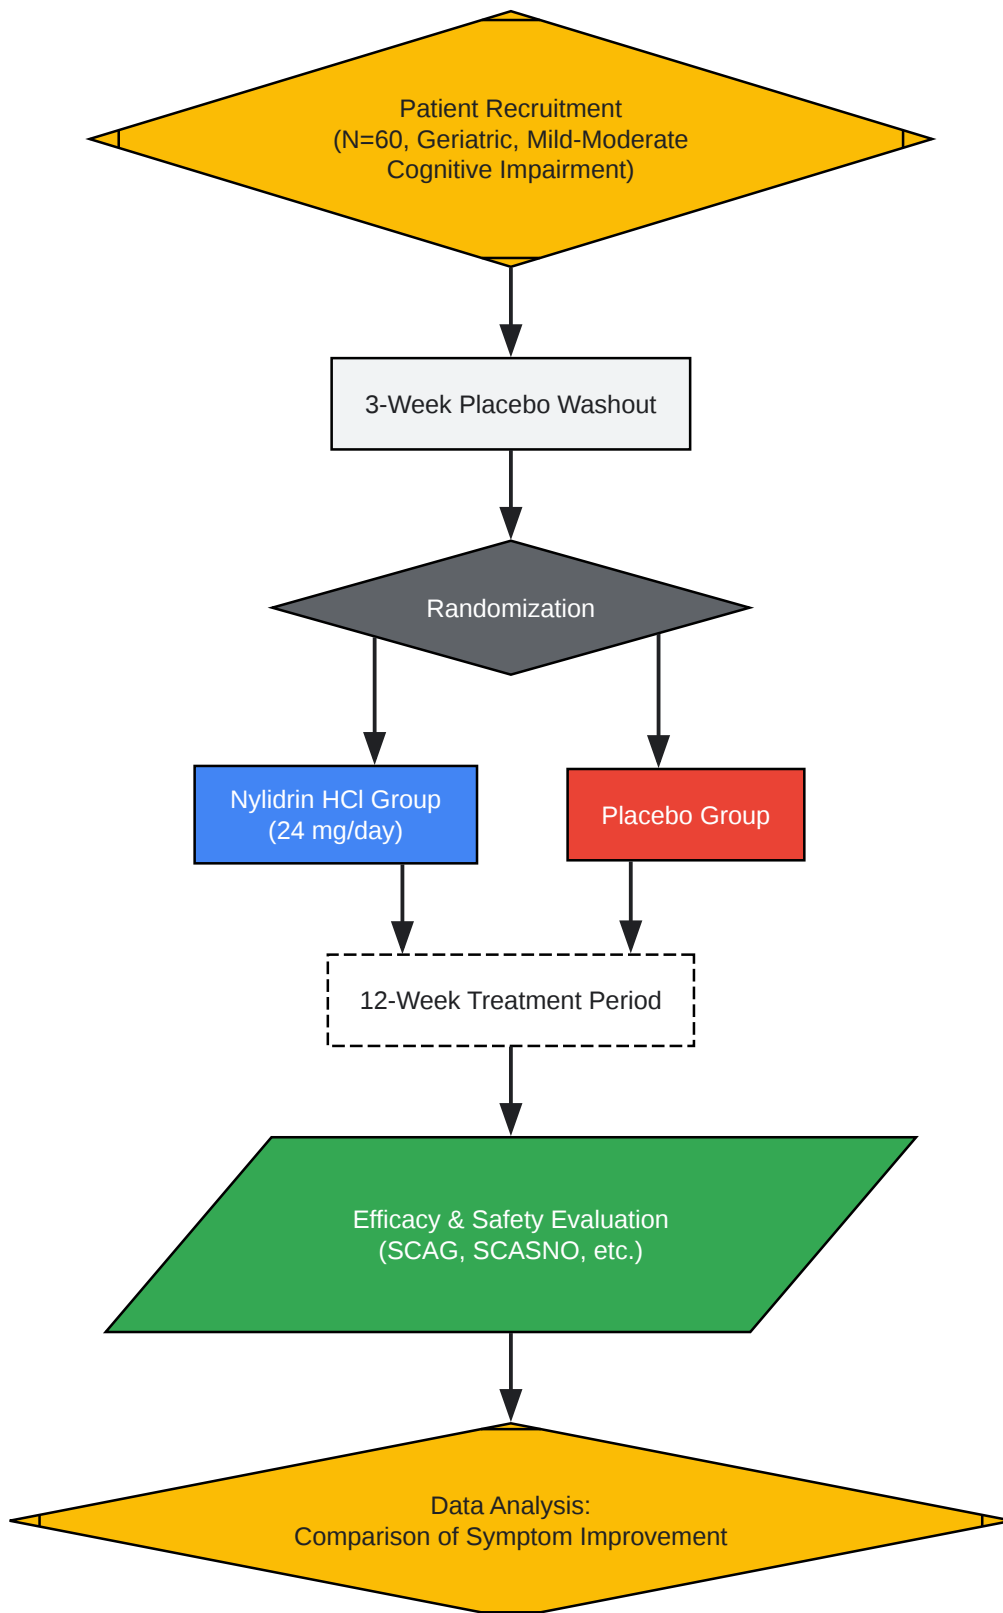 Patient Recruitment
(N=60, Geriatric, Mild-Moderate
Cognitive Impairment)
3-Week Placebo Washout
Randomization
Nylidrin HCl Group
(24 mg/day)
Placebo Group
12-Week Treatment Period
Efficacy & Safety Evaluation
(SCAG, SCASNO, etc.)
Data Analysis:
Comparison of Symptom Improvement